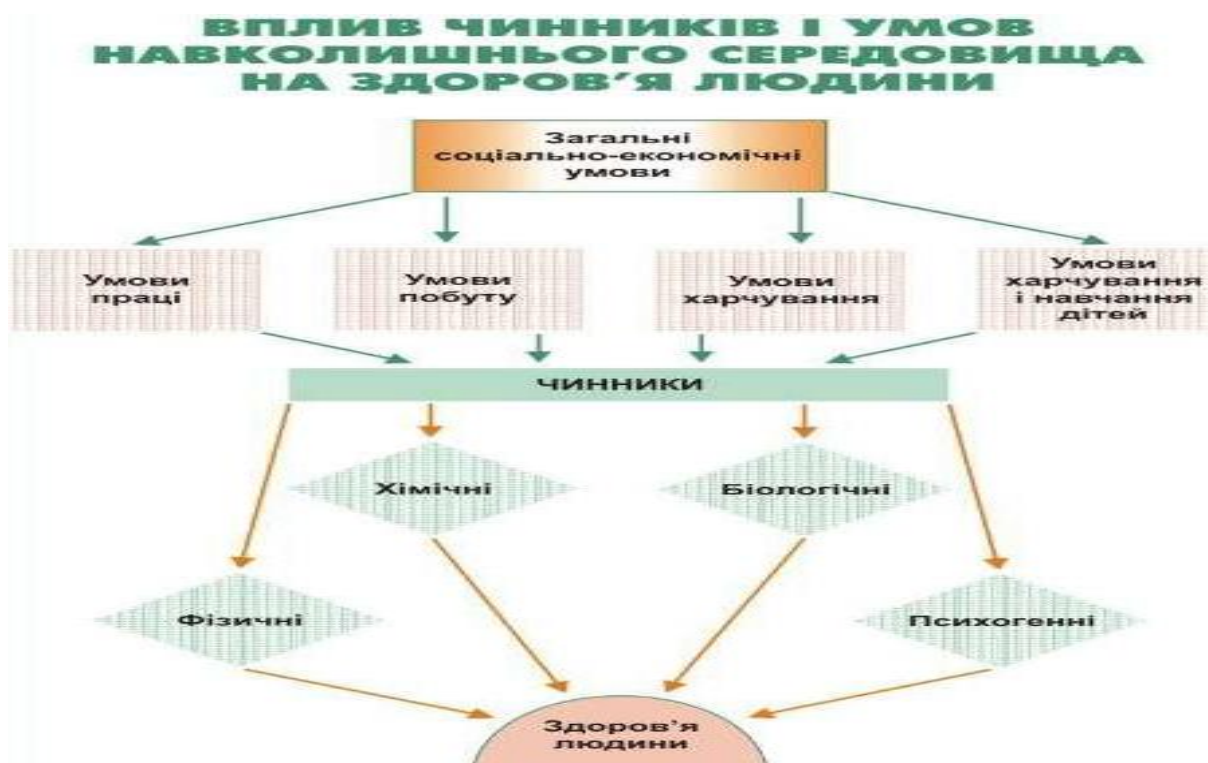 ВПЛИВ ЧИННИКІВ І УМОВ
НАВКОЛИШНЬОГО СЕРЕДОВИЩА
НА ЗДОРОВ'Я ЛЮДИНИ
Загальні
соціально-економічні
умови
Умови
праці
Умови
побуту
Умови
харчування
Умови
харчування
і навчання
дітей
ЧИННИКИ
Хімічні
Біологічні
Фізичні
Психогенні
Здоров'я
людини